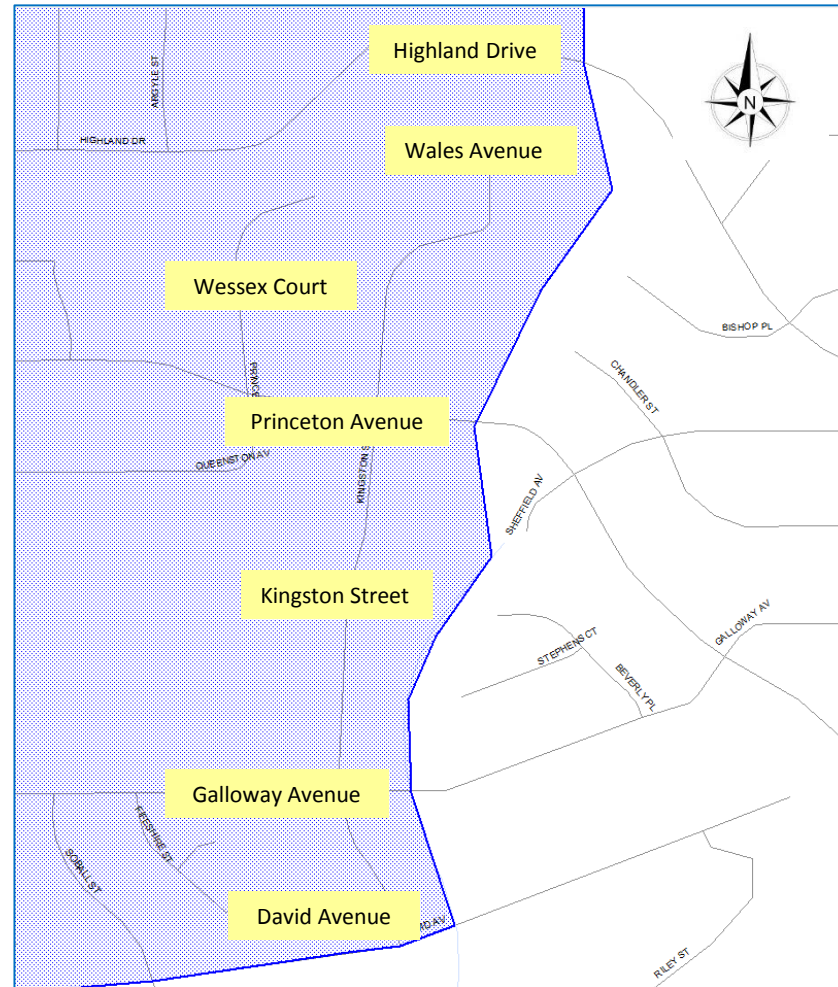 Highland Drive
ARGYLE ST
N
HIGHLAND DR
Wales Avenue
Wessex Court
BISHOP PL
CHANDLER ST
Princeton Avenue
QUEENSTON AV
KINGSTON
SHEFFIELD AV
Kingston Street
GALLOWAY AV
STEPHENS CT
BEVERLY PL
Galloway Avenue
FIFESHIRE ST
SOBALL ST
David Avenue
AV
RILEY ST